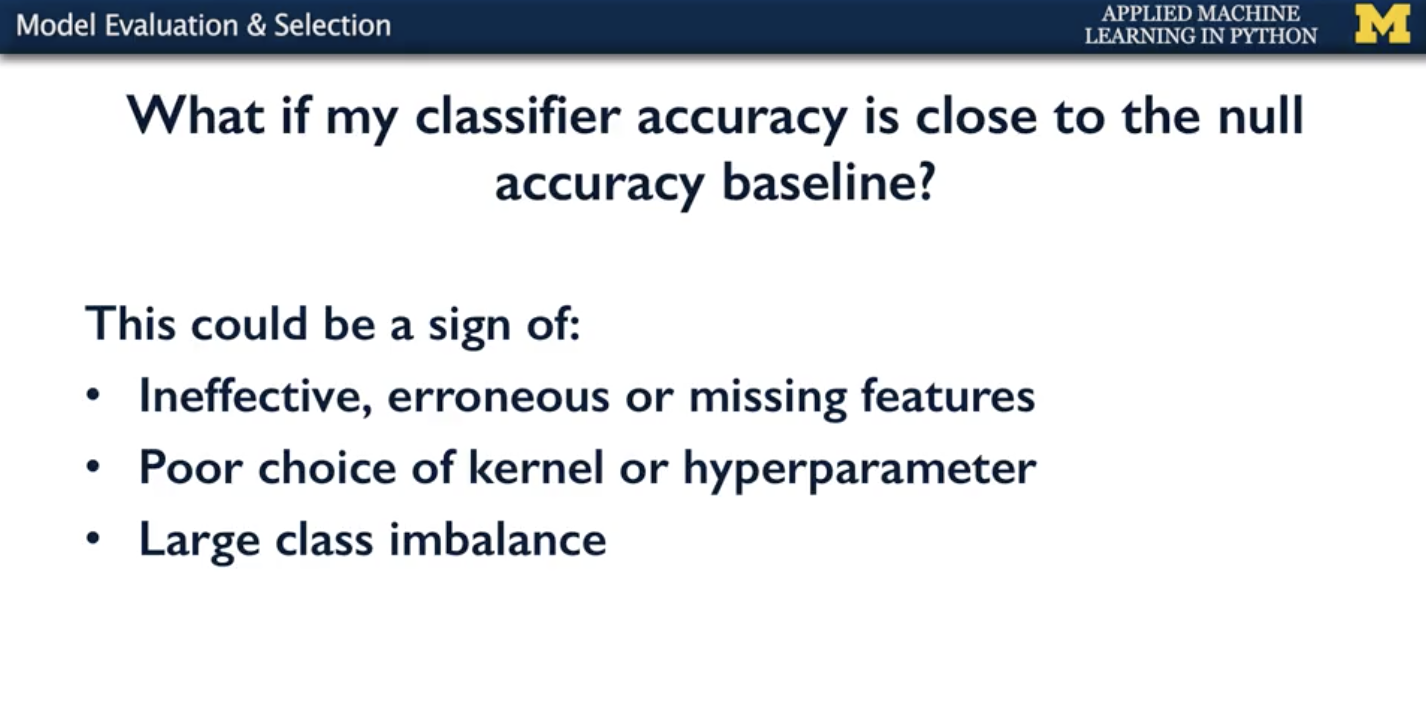 Model Evaluation & Selection
APPLIED MACHINE
LEARNING IN PYTHON
M
What if my classifier accuracy is close to the null
accuracy baseline?
This could be a sign of:
• Ineffective, erroneous or missing features
• Poor choice of kernel or hyperparameter
• Large class imbalance